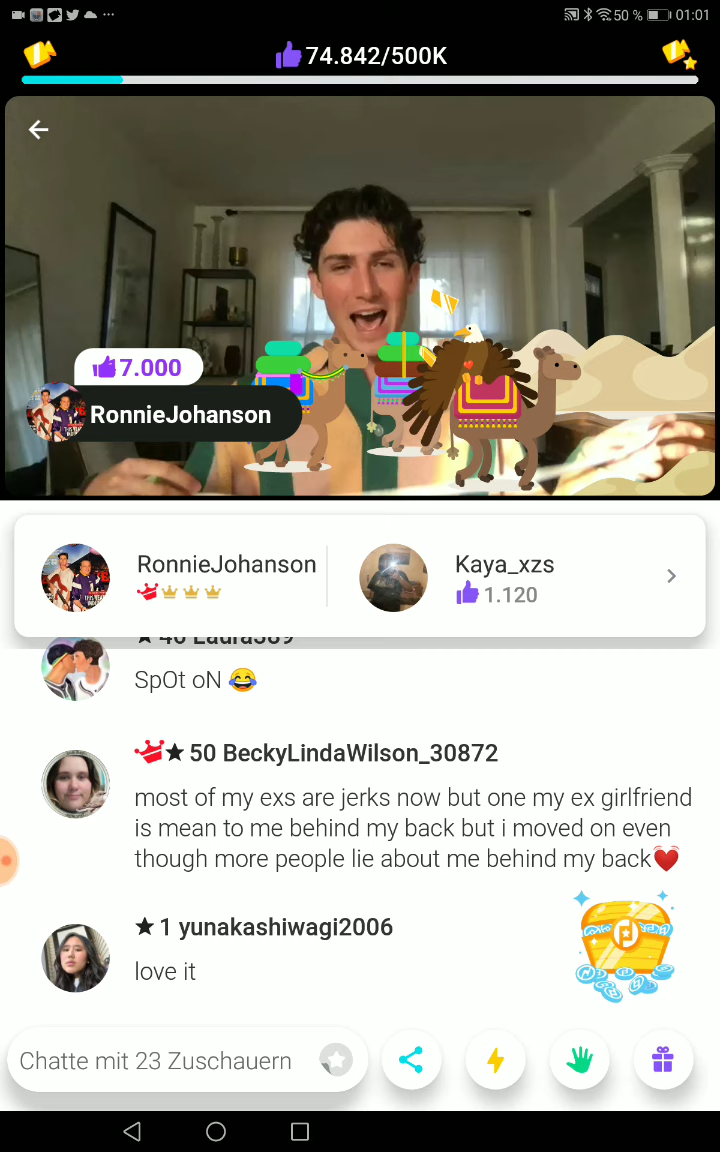 50 % 01:01
74.842/500K
7.000
RonnieJohanson
RonnieJohanson
Kaya_xzs
1.120
★ 46 Laura389
SpOt oN 😂
★ 50 BeckyLindaWilson_30872
most of my exs are jerks now but one my ex girlfriend
is mean to me behind my back but i moved on even
though more people lie about me behind my back💓
★ 1 yunakashiwagi2006
love it
Chatte mit 23 Zuschauern